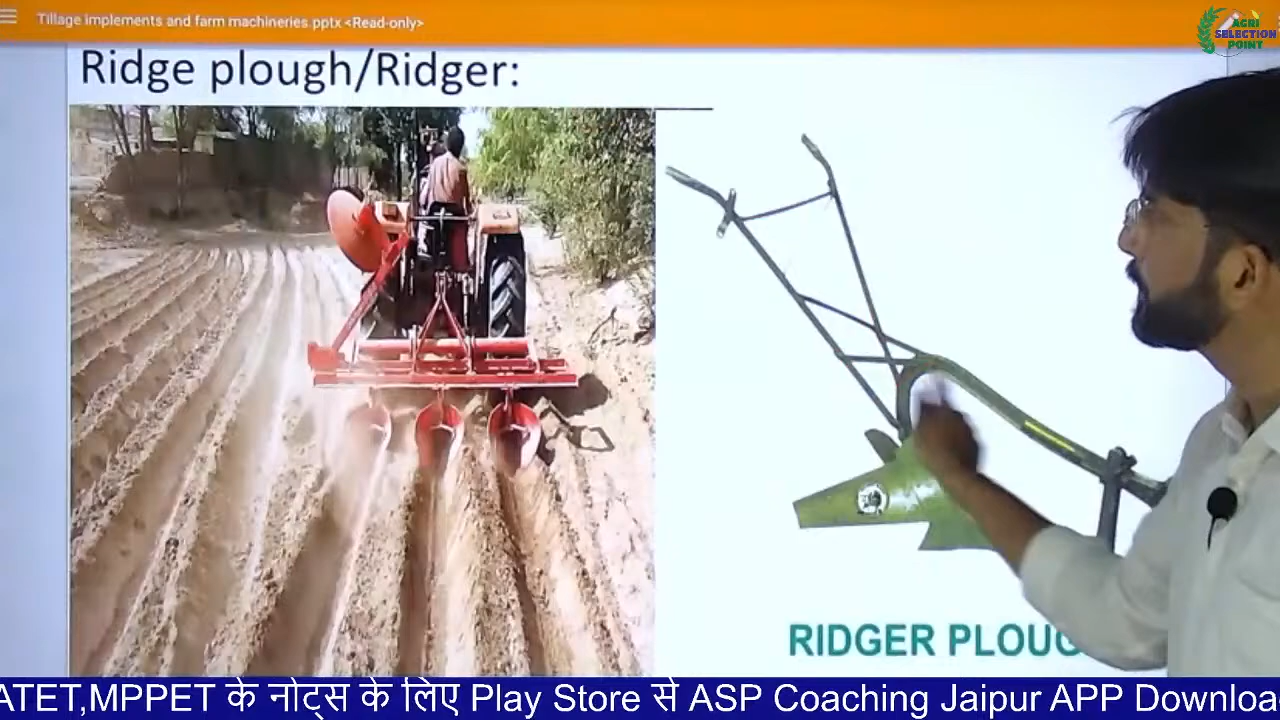 Tillage implements and farm machineries.pptx <Read-only>
AGRI
SELECTION
POINT
Ridge plough/Ridger:
RIDGER PLOUG
ATET,MPPET के नोट्स के लिए Play Store से ASP Coaching Jaipur APP Downloa